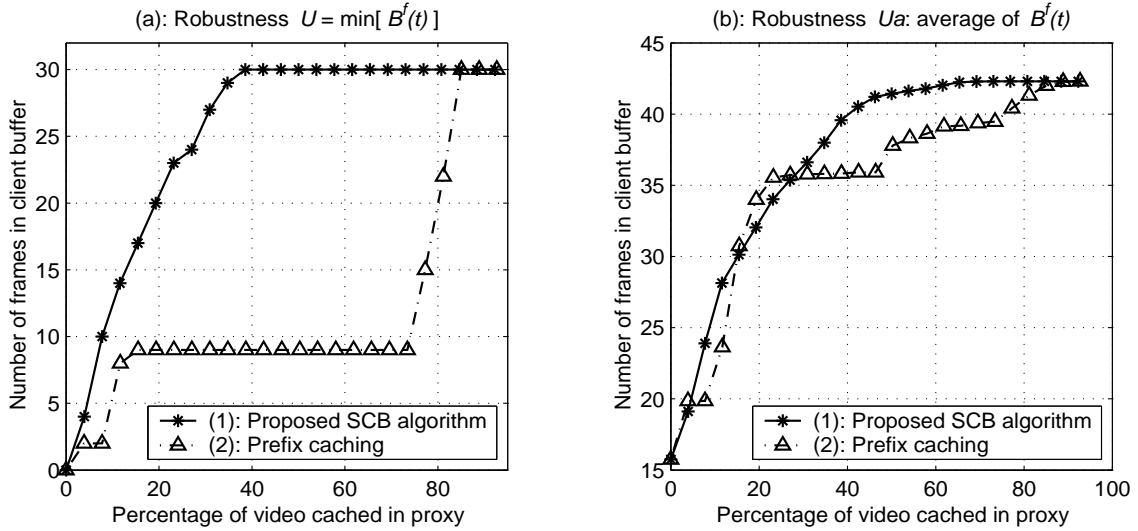 (a): Robustness U = min[ B^f(t) ]
Number of frames in client buffer
30
25
20
15
10
5
0
0 20 40 60 80
(1): Proposed SCB algorithm
(2): Prefix caching
Percentage of video cached in proxy
(b): Robustness Ua: average of B^f(t)
Number of frames in client buffer
45
40
35
30
25
20
15
0 20 40 60 80 100
(1): Proposed SCB algorithm
(2): Prefix caching
Percentage of video cached in proxy